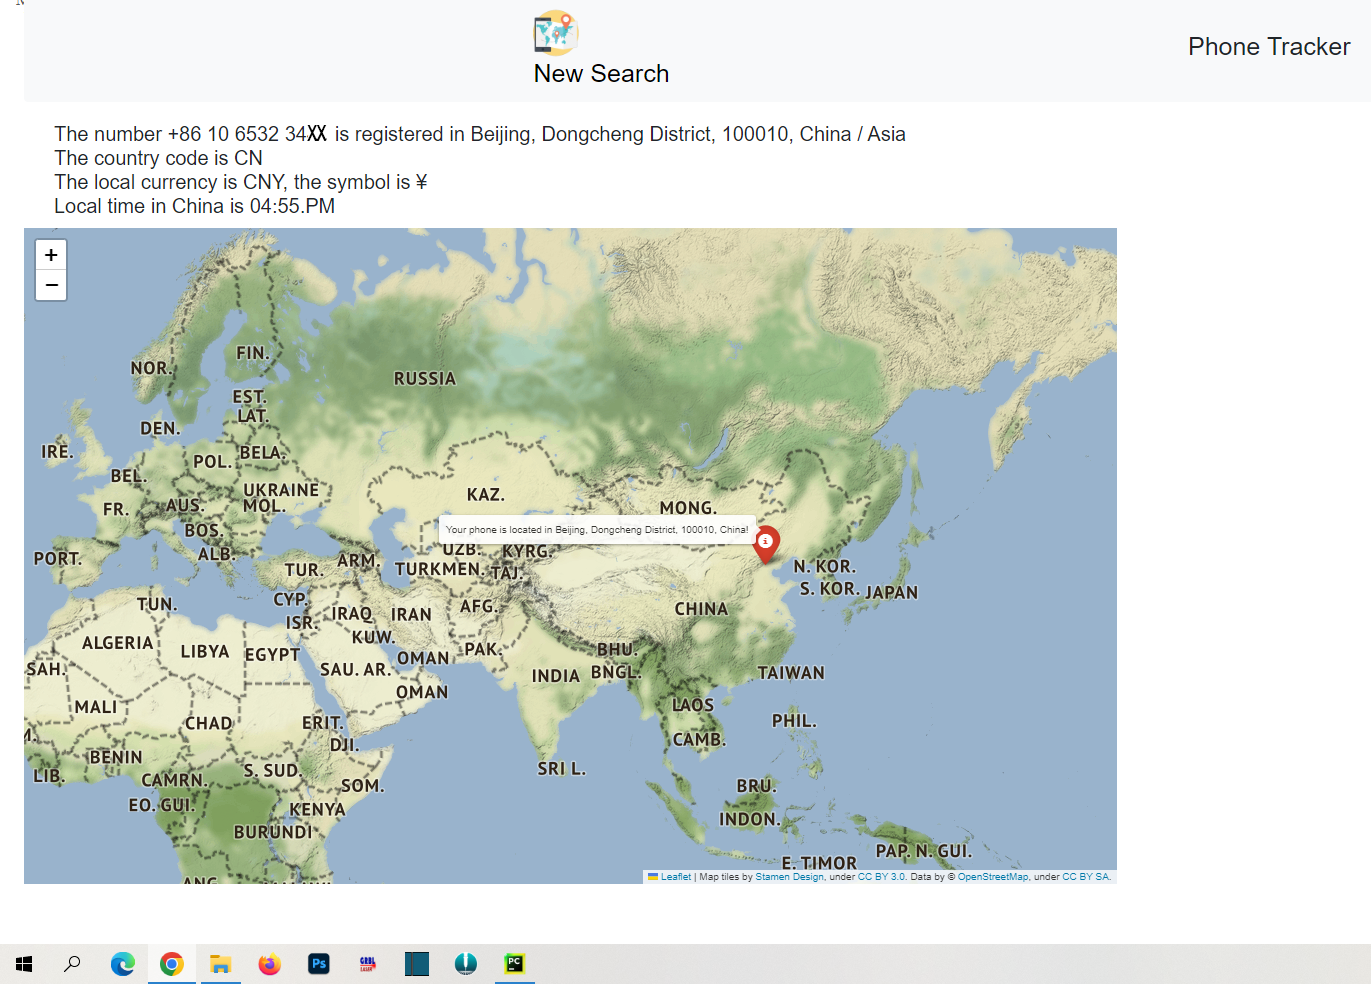 New Search
Phone Tracker
The number +86 10 6532 34XX is registered in Beijing, Dongcheng District, 100010, China / Asia
The country code is CN
The local currency is CNY, the symbol is ¥
Local time in China is 04:55.PM
+
−
FIN.
NOR.
RUSSIA
EST.
LAT.
DEN.
IRE.
BELA.
POL.
BEL.
UKRAINE
KAZ.
FR.
AUS.
MOL.
MONG.
BOS.
Your phone is located in Beijing, Dongcheng District, 100010, China!
ALB.
UZB.
KYRG.
PORT.
ARM.
TUR.
TURKMEN.
TAJ.
N. KOR.
S. KOR.
JAPAN
TUN.
CYP.
AFG.
CHINA
ISR.
IRAQ
IRAN
KUW.
ALGERIA
LIBYA
EGYPT
OMAN
PAK.
BHU.
SAH.
SAU. AR.
INDIA
BNGL.
TAIWAN
OMAN
MALI
LAOS
CHAD
ERIT.
PHIL.
DJI.
CAMB.
BENIN
LIB.
CAMRN.
S. SUD.
SRI L.
SOM.
BRU.
EQ. GUI.
KENYA
INDON.
BURUNDI
PAP. N. GUI.
E. TIMOR
ANG.
Leaflet | Map tiles by Stamen Design, under CC BY 3.0. Data by © OpenStreetMap, under CC BY SA.
Ps
GRBL
LASER
PC